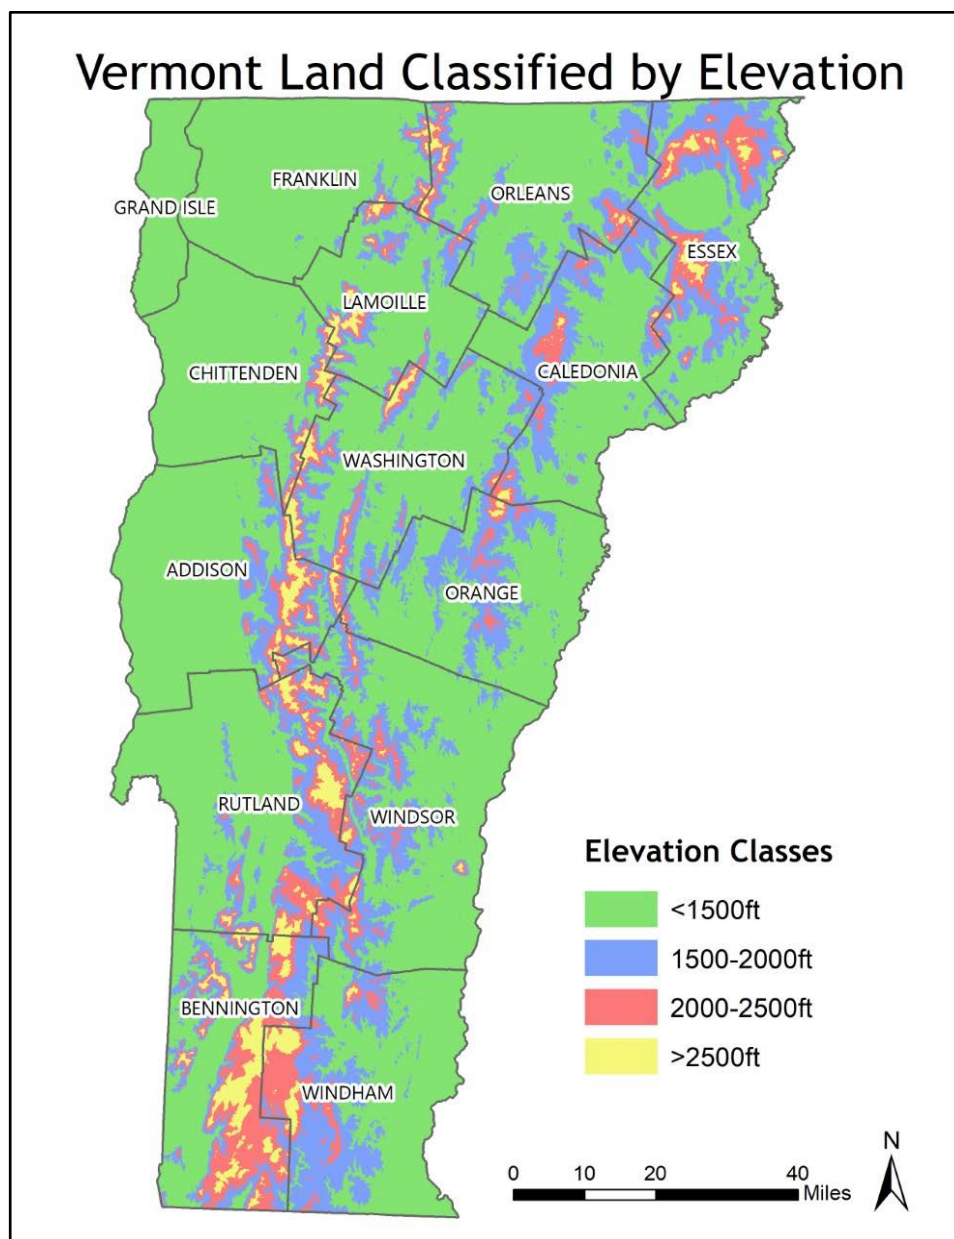 Vermont Land Classified by Elevation
FRANKLIN
ORLEANS
GRAND ISLE
ESSEX
LAMOILLE
CHITTENDEN
CALEDONIA
WASHINGTON
ADDISON
ORANGE
RUTLAND
WINDSOR
BENNINGTON
WINDHAM
Elevation Classes
<1500ft
1500-2000ft
2000-2500ft
>2500ft
0 10 20 40
Miles
N